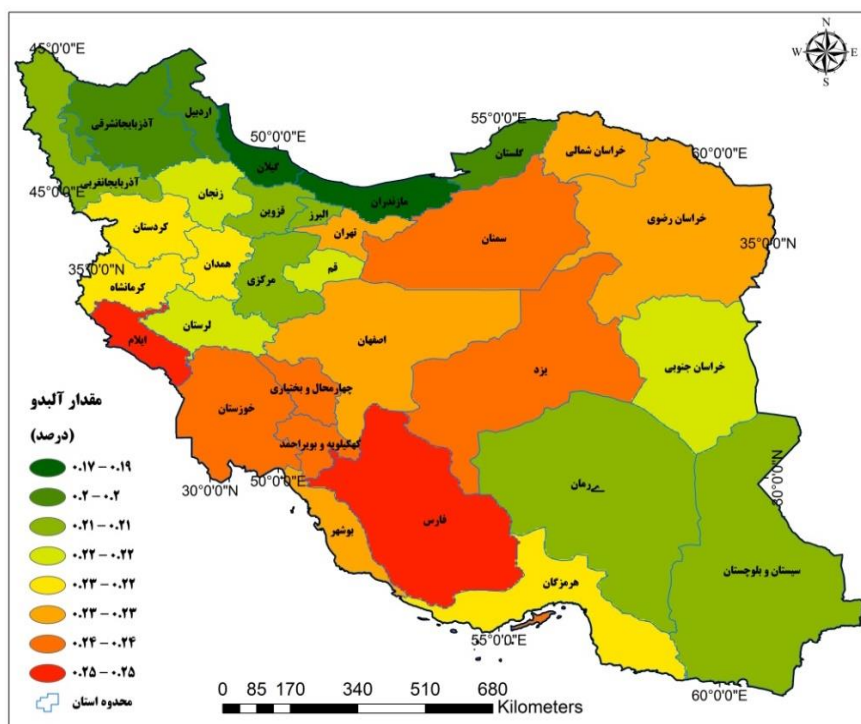 N
W E
S
45°0'0"E
50°0'0"E
55°0'0"E
60°0'0"E
اردبیل
آذربایجانشرقی
گیلان
گلستان
خراسان شمالی
آذربایجانغربی
45°0'0"E
زنجان
مازندران
قزوین
البرز
خراسان رضوی
کردستان
تهران
سمنان
35°0'0"N
همدان
قم
35°0'0"N
مرکزی
کرمانشاه
لرستان
ایلام
اصفهان
یزد
خراسان جنوبی
چهارمحال و بختیاری
خوزستان
کهگیلویه و بویراحمد
30°0'0"N
50°0'0"E
30°0'0"N
ےرمان
فارس
بوشهر
سیستان و بلوچستان
هرمزگان
55°0'0"E
60°0'0"E
مقدار آلبدو
(درصد)
۰.۱۷ – ۰.۱۹
۰.۲ – ۰.۲
۰.۲۱ – ۰.۲۱
۰.۲۲ – ۰.۲۲
۰.۲۳ – ۰.۲۲
۰.۲۳ – ۰.۲۳
۰.۲۴ – ۰.۲۴
۰.۲۵ – ۰.۲۵
محدوه استان
0 85 170 340 510 680
Kilometers